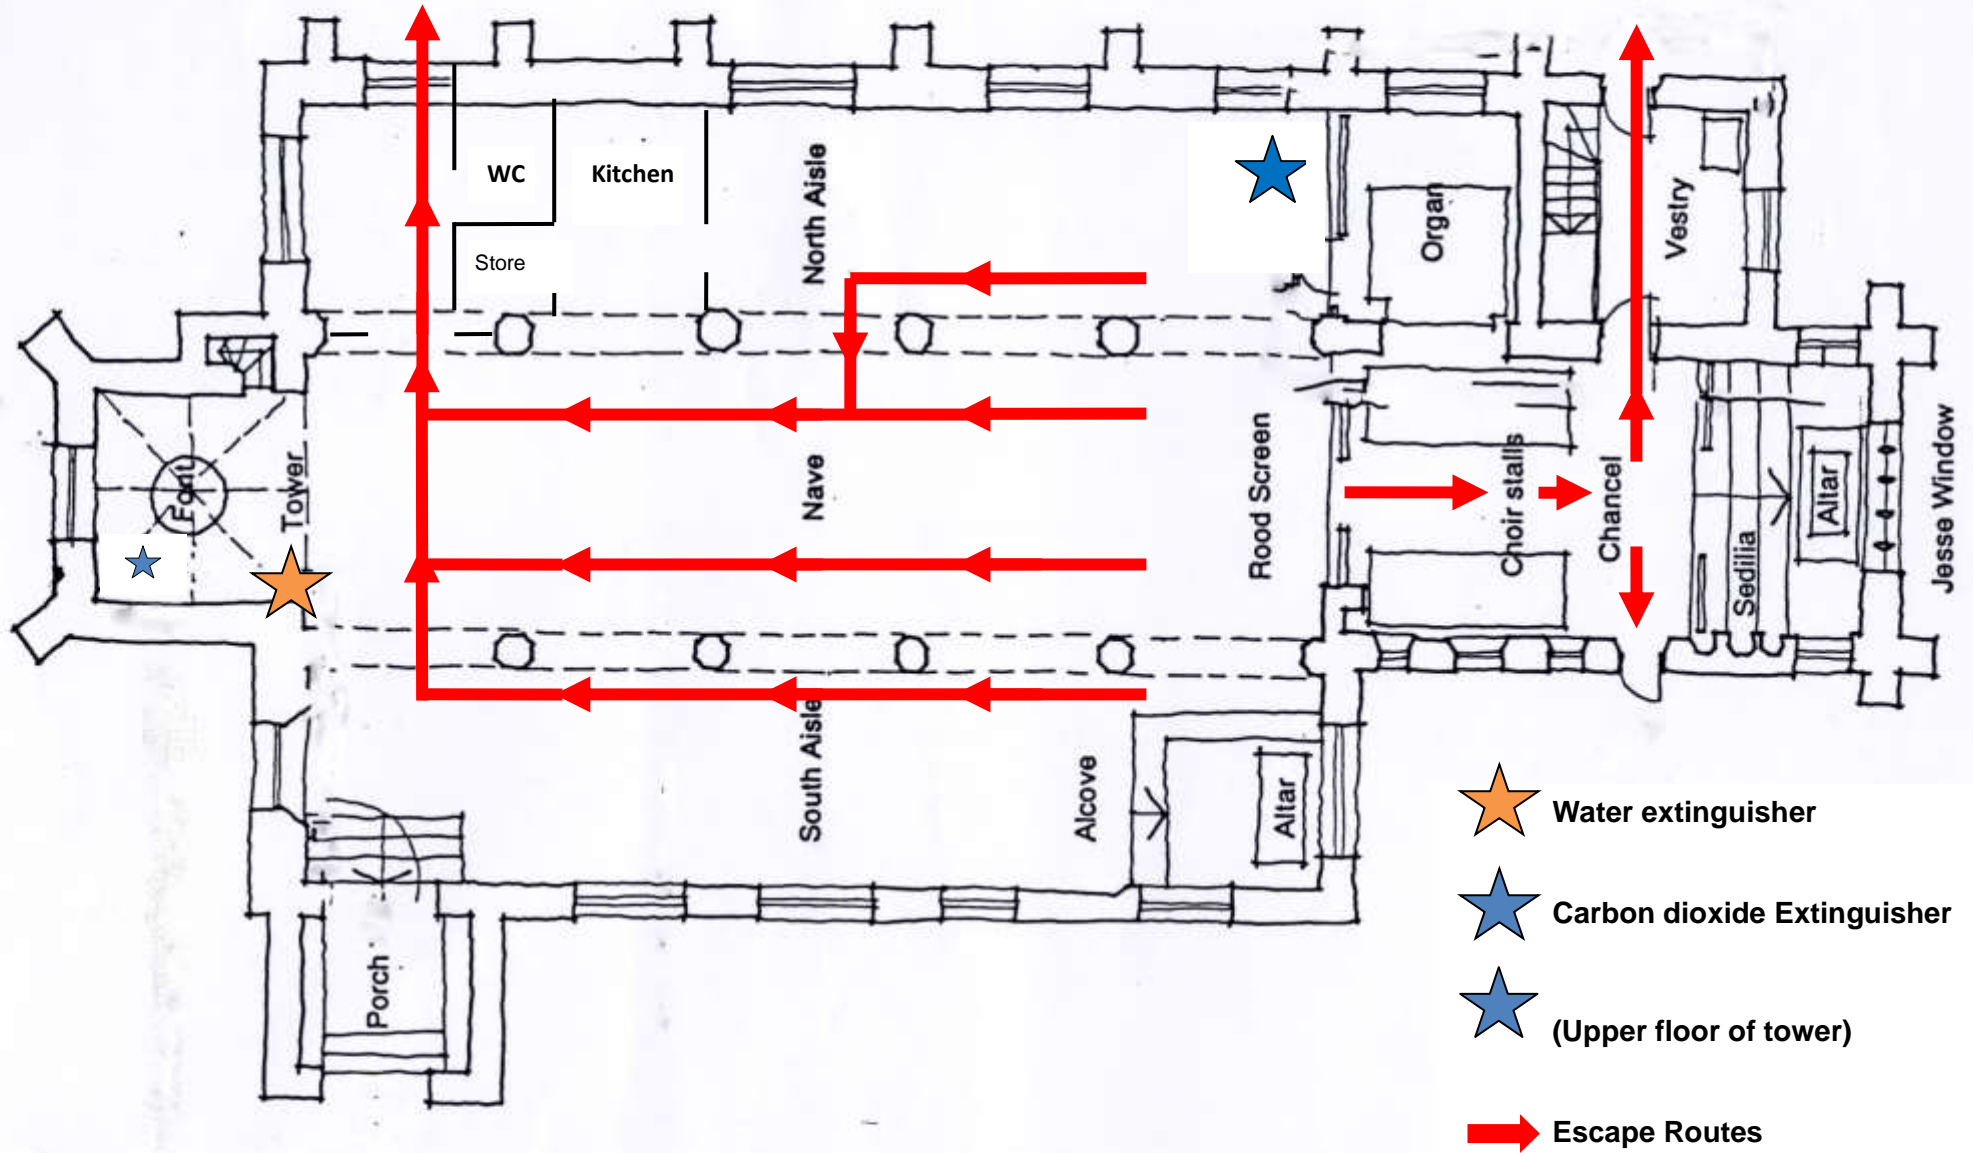 WC
Kitchen
Store
North Aisle
Organ
Vestry
Font
Tower
Nave
Rood Screen
Choir stalls
Chancel
Sedilia
Altar
Jesse Window
South Aisle
Alcove
Altar
Porch
Water extinguisher
Carbon dioxide Extinguisher
(Upper floor of tower)
Escape Routes